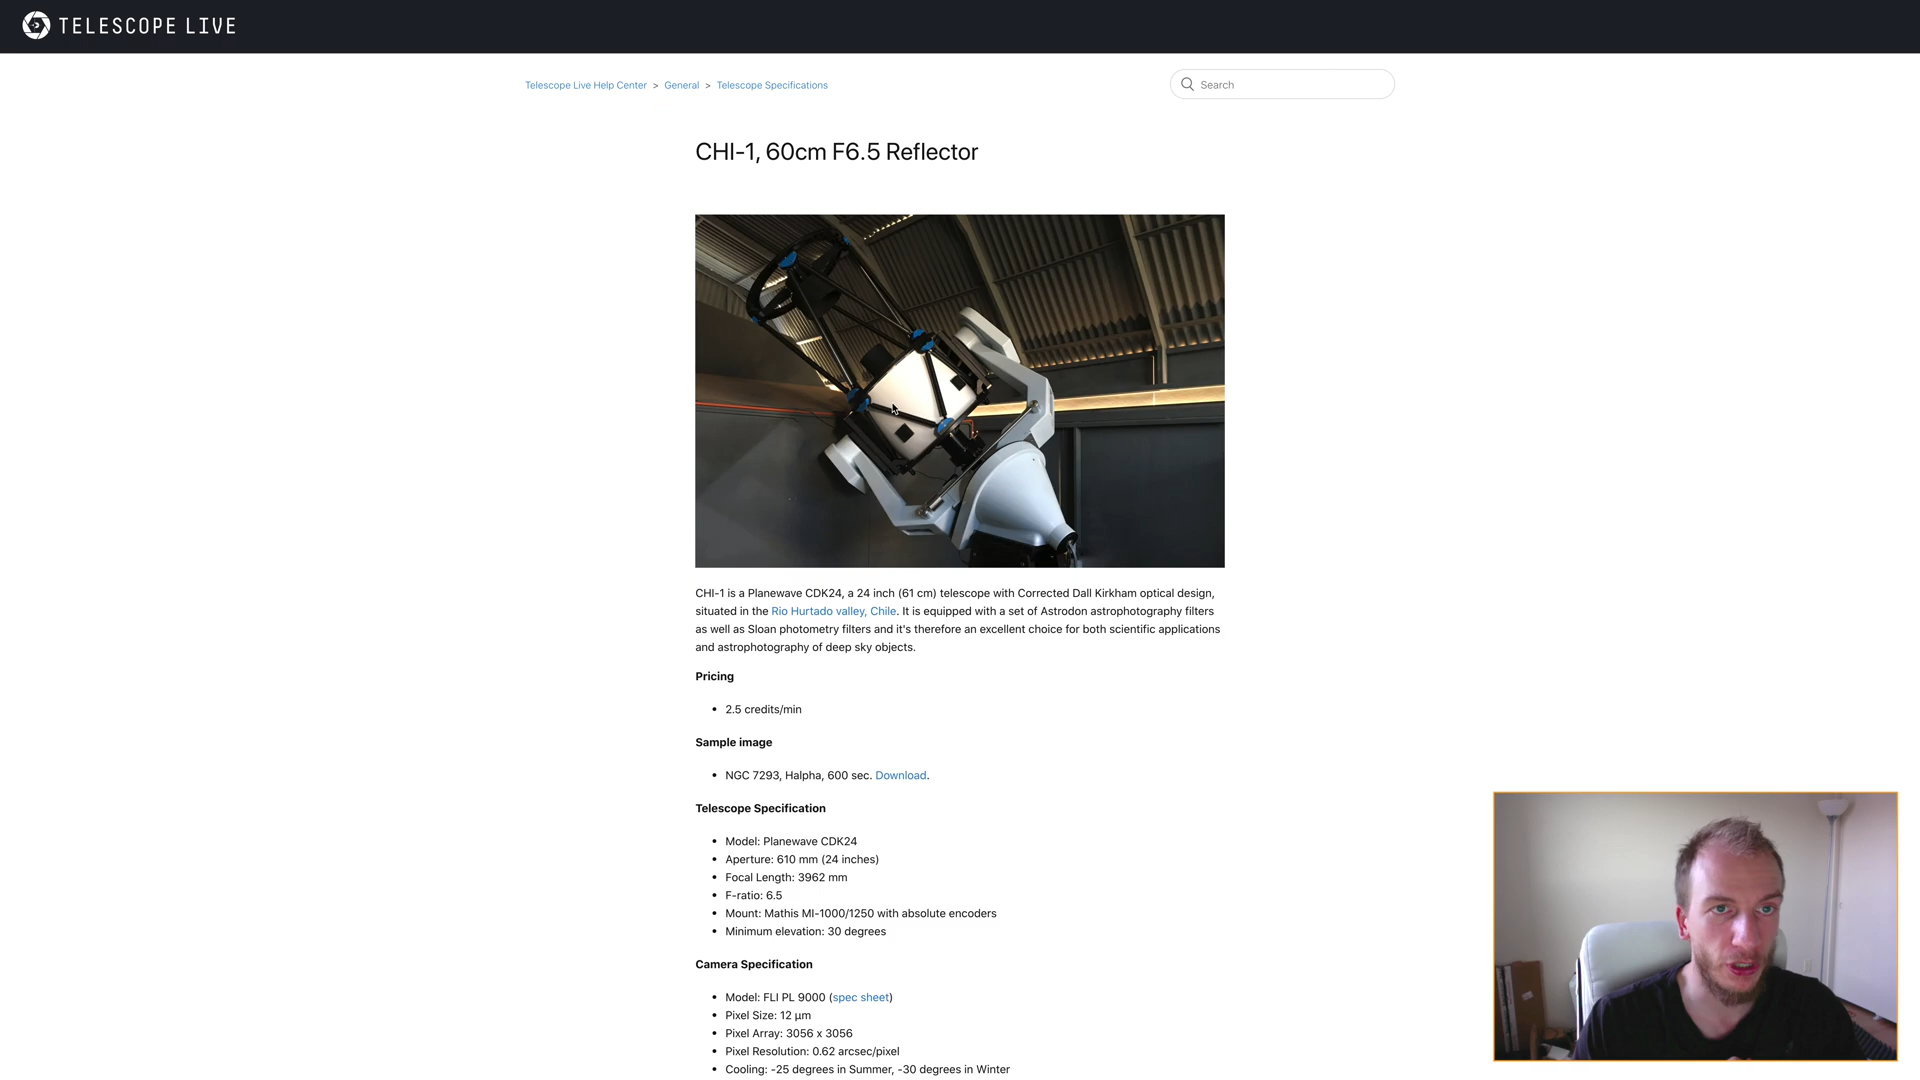 TELESCOPE LIVE
Telescope Live Help Center > General > Telescope Specifications
Search
CHI-1, 60cm F6.5 Reflector
CHI-1 is a Planewave CDK24, a 24 inch (61 cm) telescope with Corrected Dall Kirkham optical design,
situated in the Rio Hurtado valley, Chile. It is equipped with a set of Astrodon astrophotography filters
as well as Sloan photometry filters and it's therefore an excellent choice for both scientific applications
and astrophotography of deep sky objects.
Pricing
• 2.5 credits/min
Sample image
• NGC 7293, Halpha, 600 sec. Download.
Telescope Specification
• Model: Planewave CDK24
• Aperture: 610 mm (24 inches)
• Focal Length: 3962 mm
• F-ratio: 6.5
• Mount: Mathis MI-1000/1250 with absolute encoders
• Minimum elevation: 30 degrees
Camera Specification
• Model: FLI PL 9000 (spec sheet)
• Pixel Size: 12 μm
• Pixel Array: 3056 x 3056
• Pixel Resolution: 0.62 arcsec/pixel
• Cooling: -25 degrees in Summer, -30 degrees in Winter